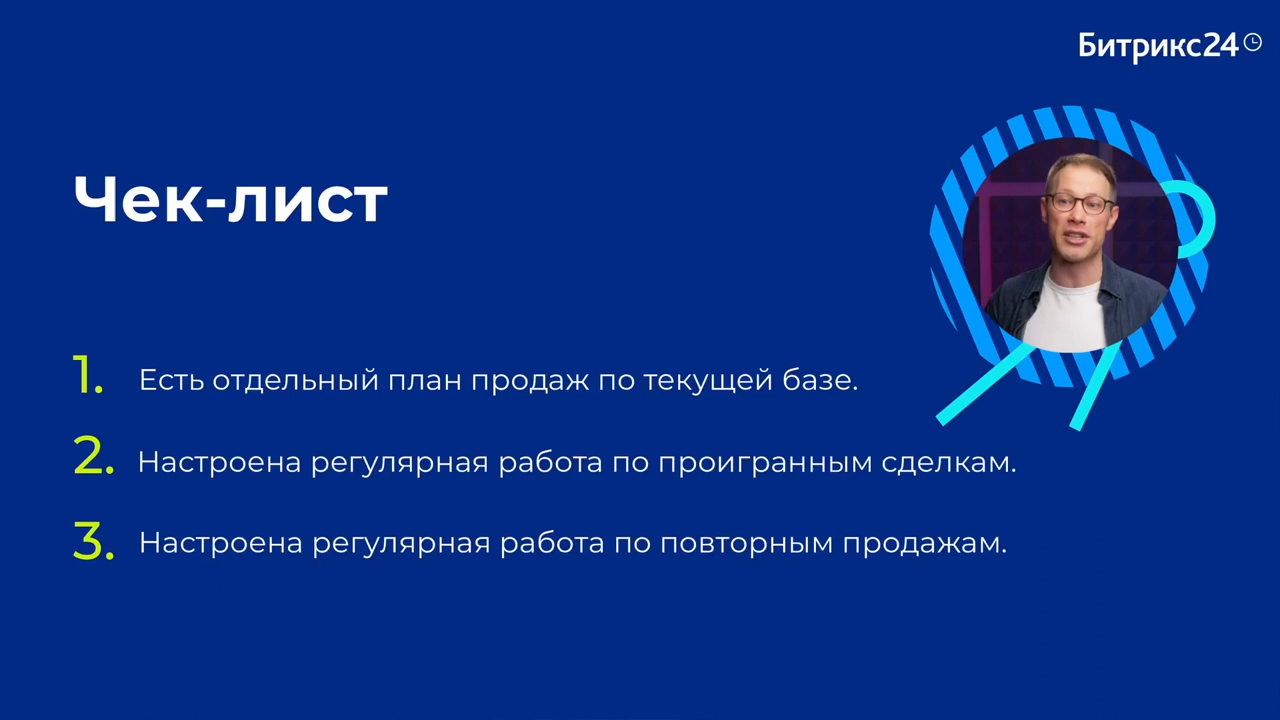 Битрикс24
Чек-лист
1. Есть отдельный план продаж по текущей базе.
2. Настроена регулярная работа по проигранным сделкам.
3. Настроена регулярная работа по повторным продажам.